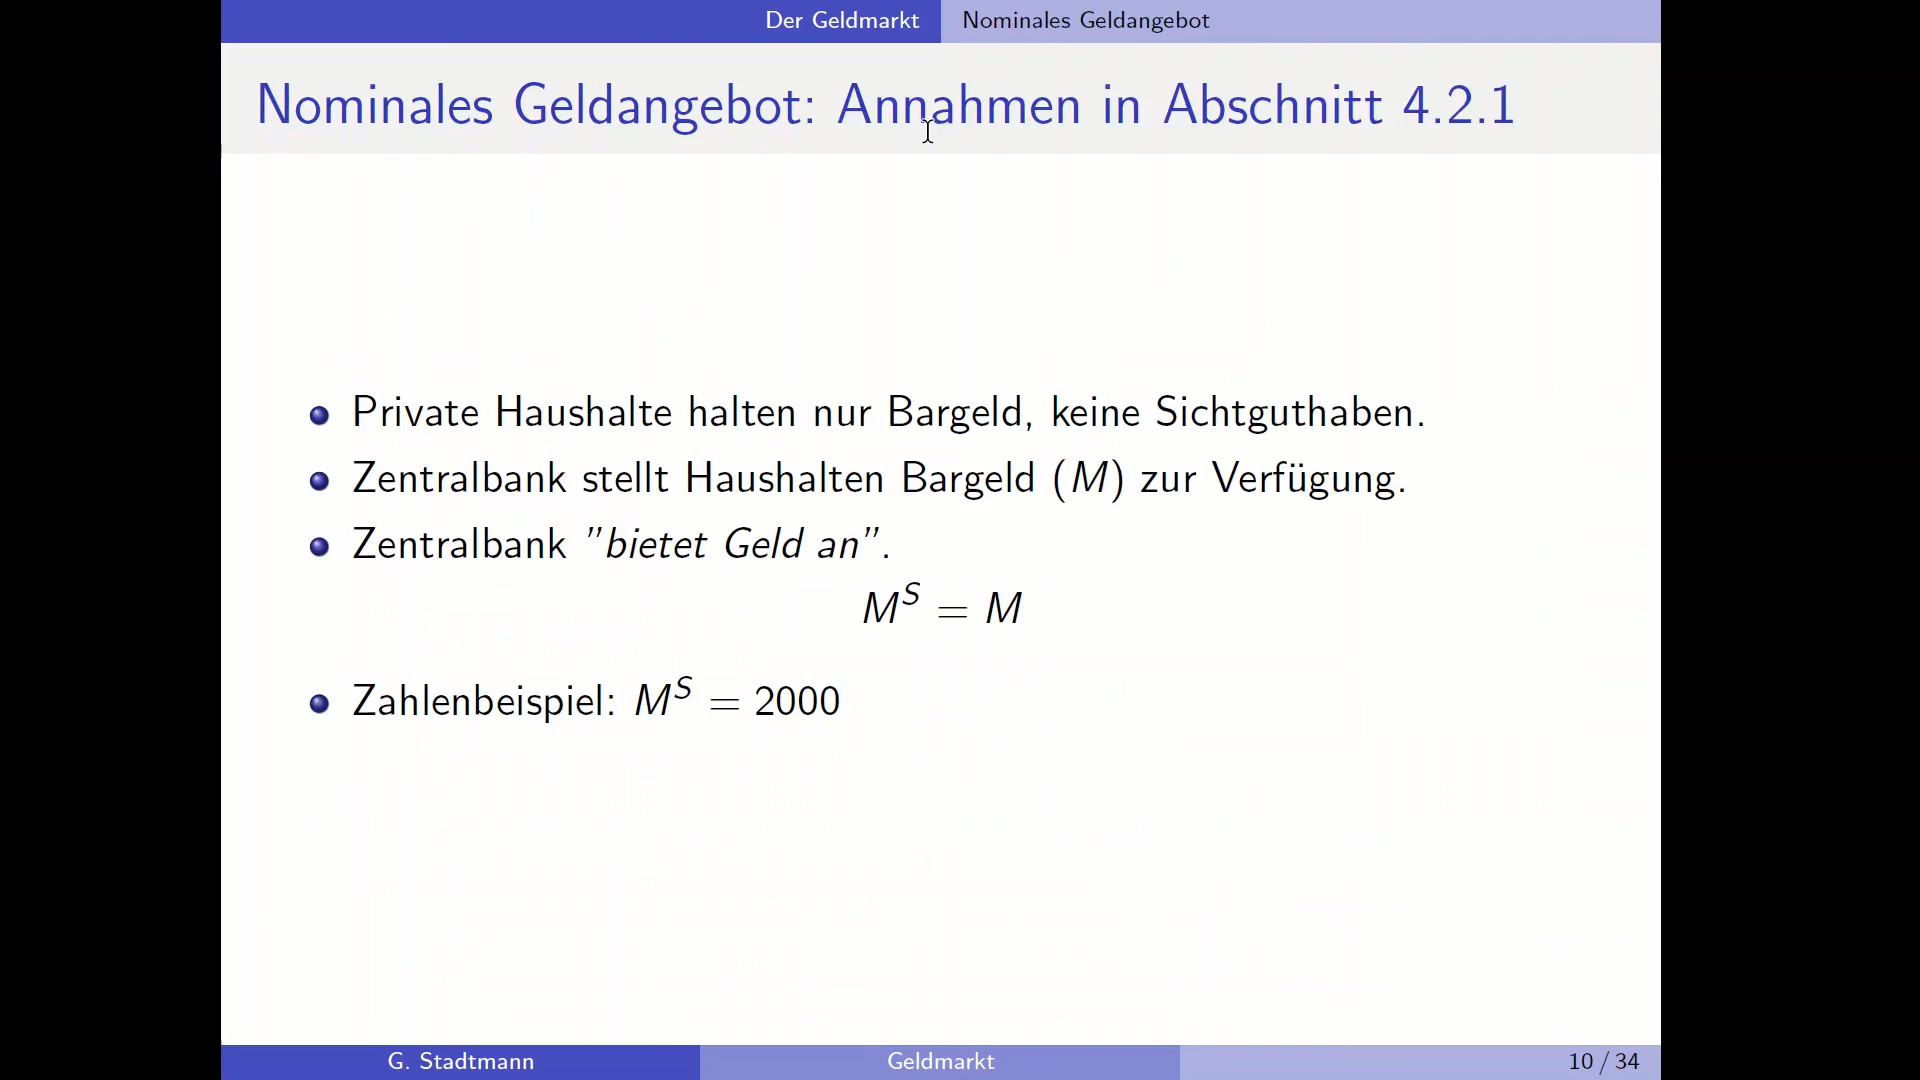 Der Geldmarkt Nominales Geldangebot
Nominales Geldangebot: Annahmen in Abschnitt 4.2.1
Private Haushalte halten nur Bargeld, keine Sichtguthaben.
Zentralbank stellt Haushalten Bargeld (M) zur Verfügung.
Zentralbank ”bietet Geld an”.
M^S = M
Zahlenbeispiel: M^S = 2000
G. Stadtmann Geldmarkt 10 / 34